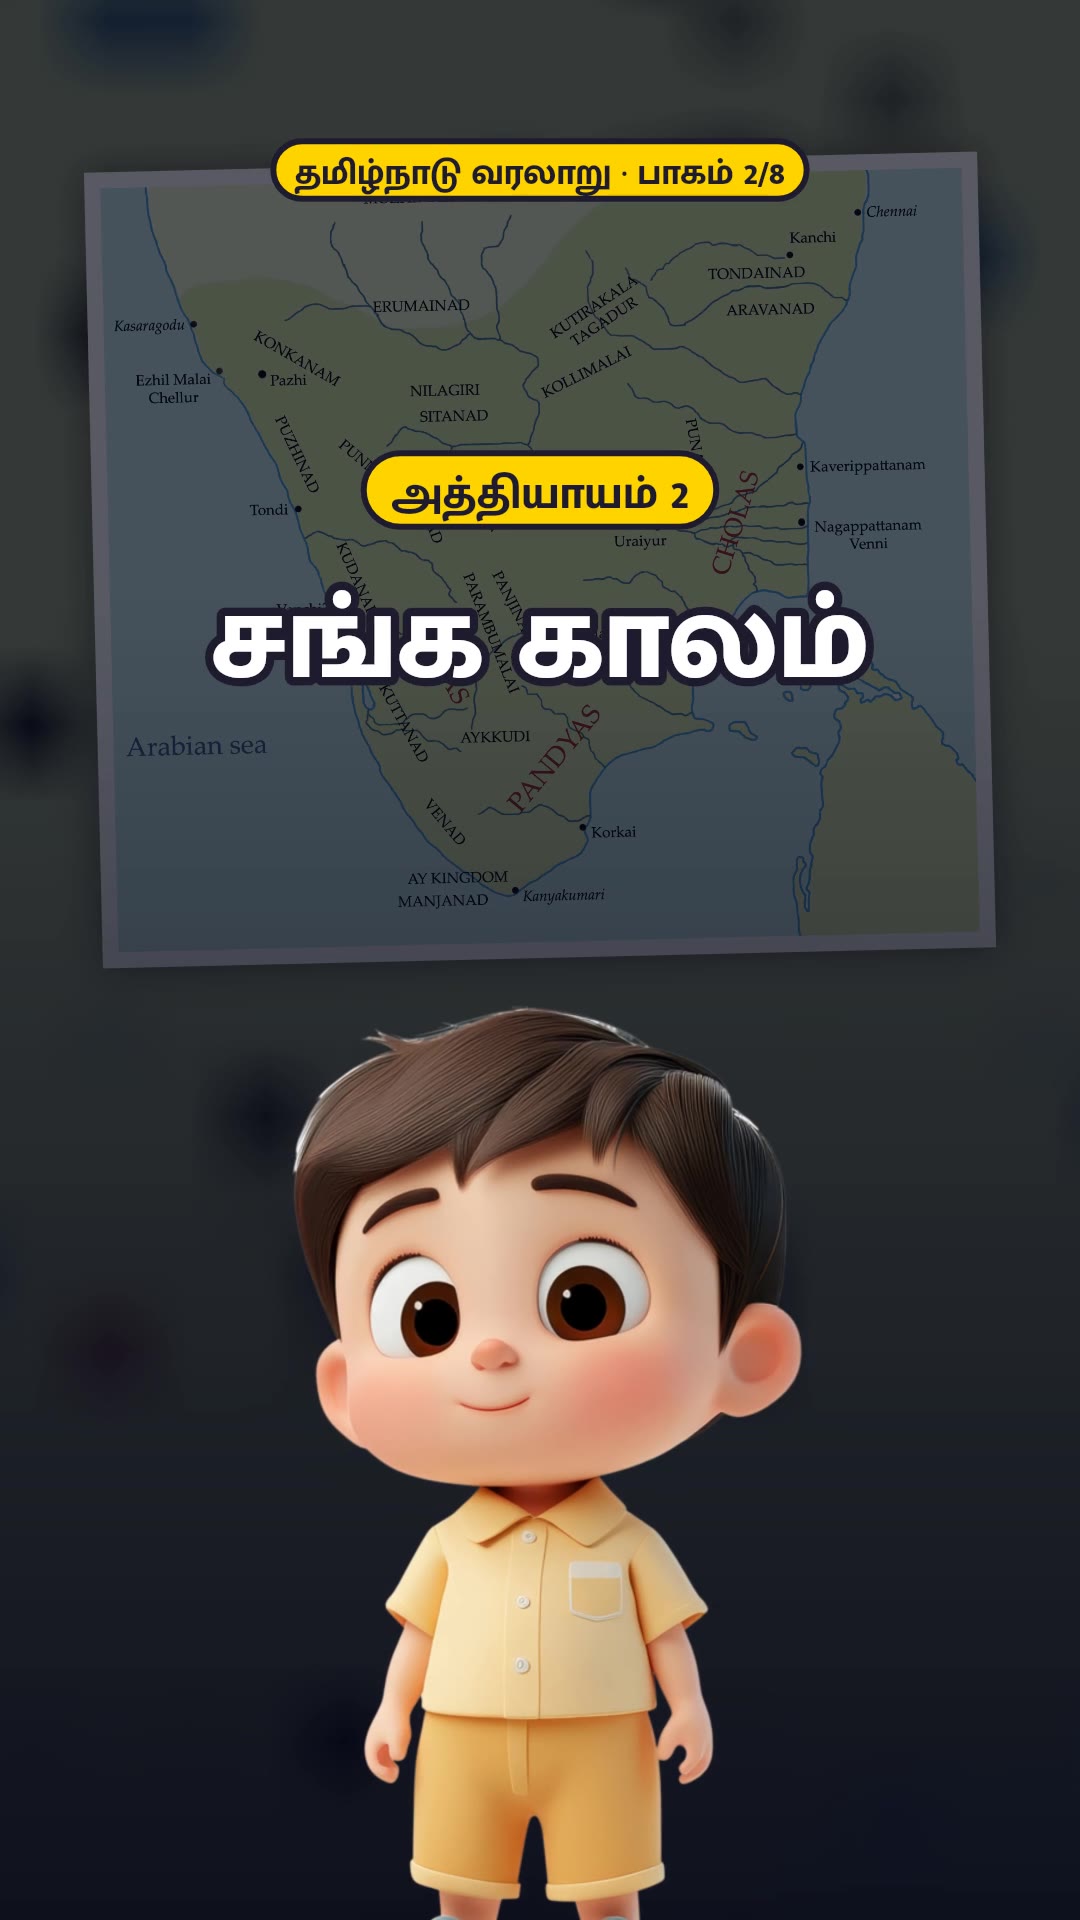 தமிழ்நாடு வரலாறு · பாகம் 2/8
Chennai
Kanchi
TONDAINAD
ARAVANAD
ERUMAINAD
KUTIRAKALA
TAGADUR
Kasaragodu
KONKANAM
Ezhil Malai
Pazhi
Chellur
NILAGIRI
SITANAD
KOLLIMALAI
PUZHINAD
Kaverippattanam
அத்தியாயம் 2
Tondi
CHOLAS
Nagappattanam
Venni
Uraiyur
PARAMBUMALAI
சங்க காலம்
KUTTANAD
Arabian sea
AYKKUDI
PANDYAS
VENAD
Korkai
AY KINGDOM
MANJANAD
Kanyakumari